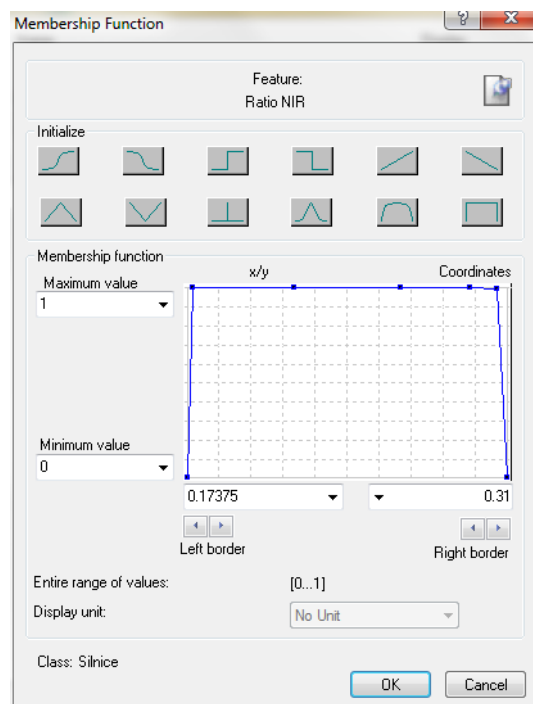 Membership Function
Feature:
Ratio NIR
Initialize
Membership function
x/y
Coordinates
Maximum value
1
Minimum value
0
0.17375
0.31
Left border
Right border
Entire range of values:
[0...1]
Display unit:
No Unit
Class: Silnice
OK
Cancel